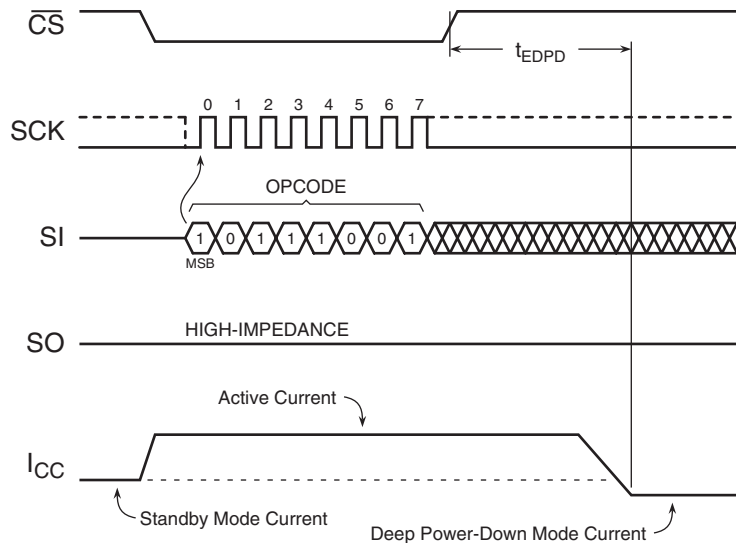 CS
tEDPD
0 1 2 3 4 5 6 7
SCK
OPCODE
SI
1 0 1 1 1 0 0 1
MSB
HIGH-IMPEDANCE
SO
Active Current
ICC
Standby Mode Current
Deep Power-Down Mode Current